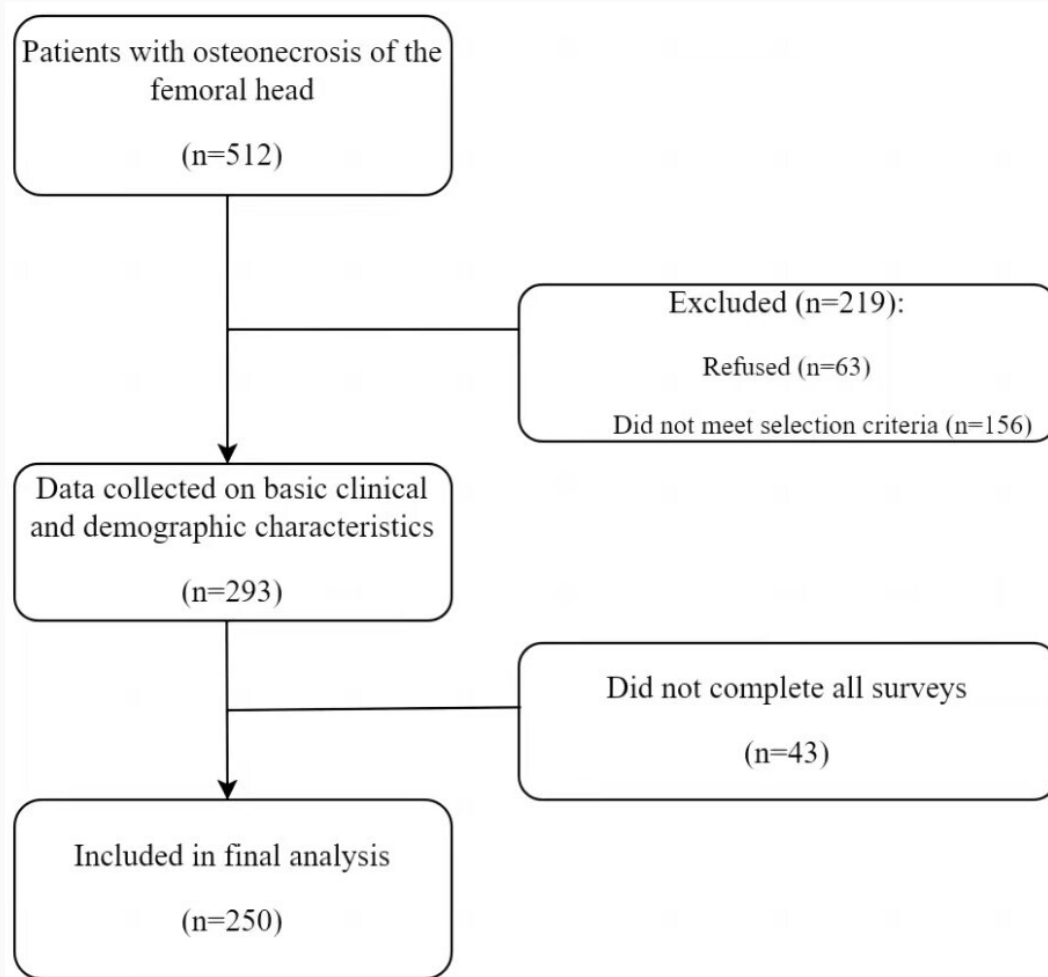 Patients with osteonecrosis of the
femoral head
(n=512)
Excluded (n=219):
Refused (n=63)
Did not meet selection criteria (n=156)
Data collected on basic clinical
and demographic characteristics
(n=293)
Did not complete all surveys
(n=43)
Included in final analysis
(n=250)